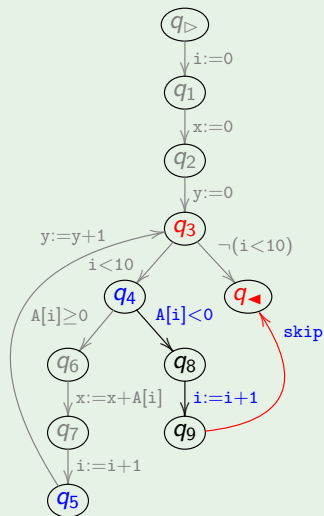 q▷
i:=0
q1
x:=0
q2
y:=0
q3
y:=y+1
i<10
¬(i<10)
q4
q◀
A[i]≥0
A[i]<0
skip
q6
q8
x:=x+A[i]
i:=i+1
q7
q9
i:=i+1
q5